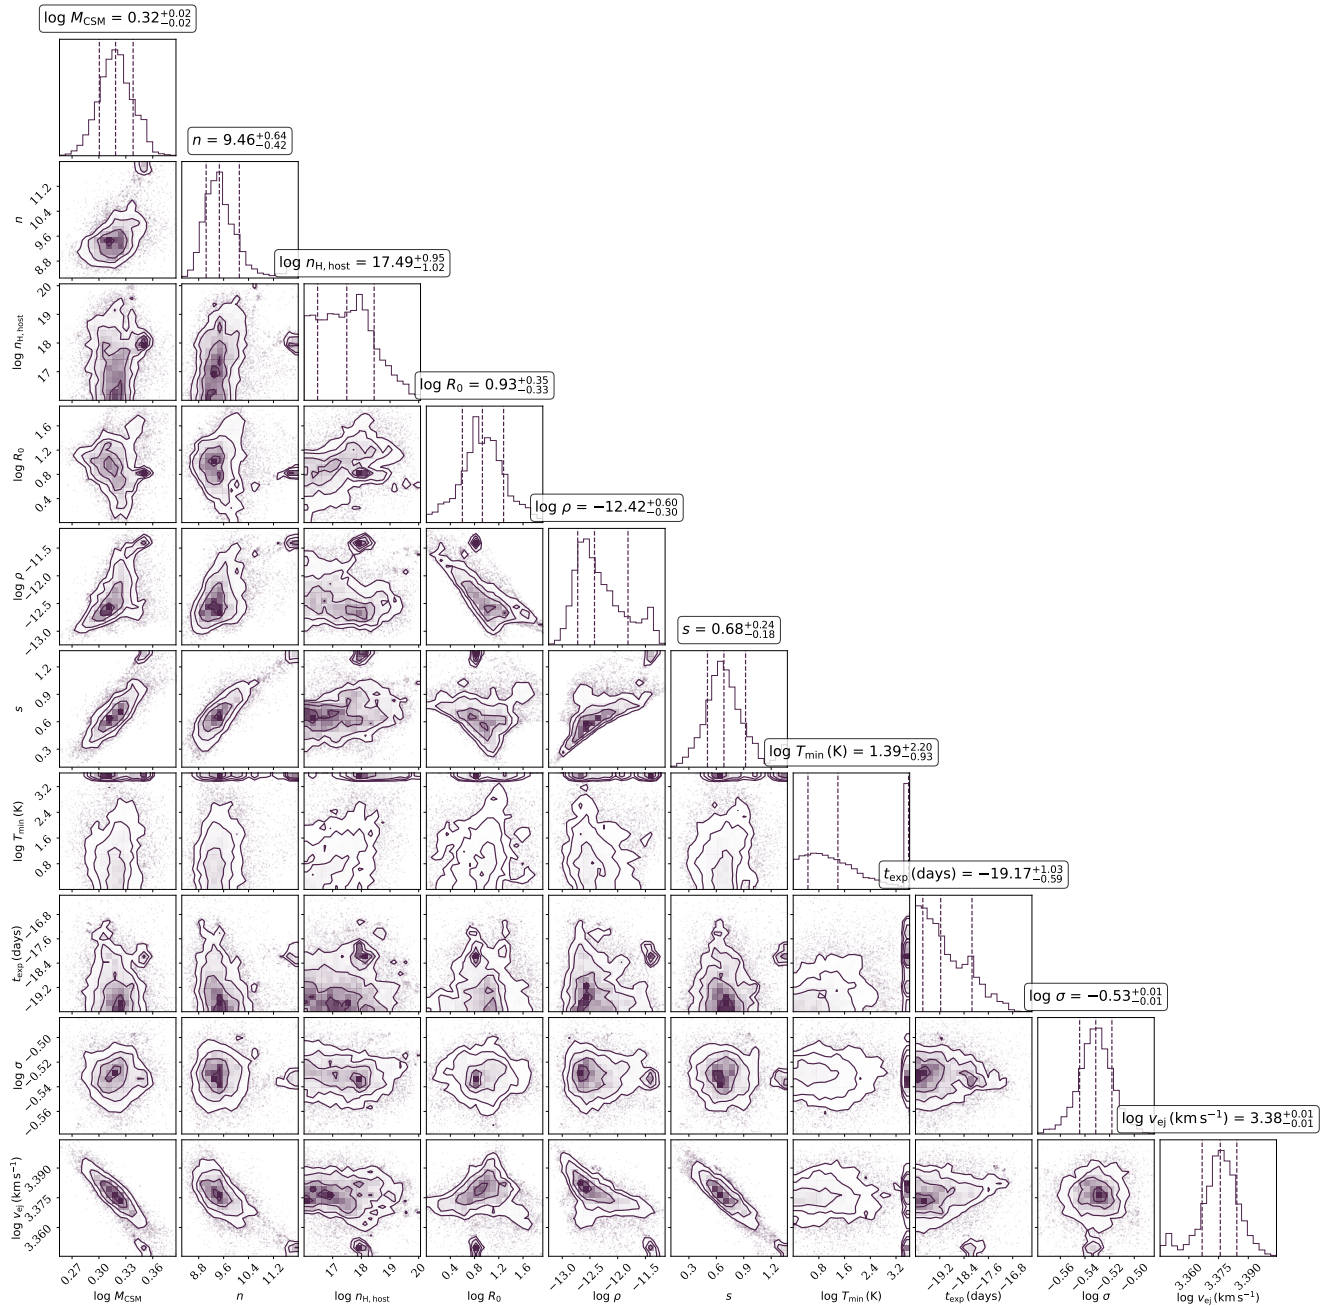 log M_CSM = 0.32^{+0.02}_{−0.02}
n = 9.46^{+0.64}_{−0.42}
11.2
10.4
9.6
8.8
n
log n_{H, host} = 17.49^{+0.95}_{−1.02}
20
19
18
17
log n_{H, host}
log R_0 = 0.93^{+0.35}_{−0.33}
1.6
1.2
0.8
0.4
log R_0
log ρ = −12.42^{+0.60}_{−0.30}
−11.5
−12.0
−12.5
−13.0
log ρ
s = 0.68^{+0.24}_{−0.18}
1.2
0.9
0.6
0.3
s
log T_min (K) = 1.39^{+2.20}_{−0.93}
3.2
2.4
1.6
0.8
log T_min (K)
t_exp (days) = −19.17^{+1.03}_{−0.59}
−16.8
−17.6
−18.4
−19.2
t_exp (days)
log σ = −0.53^{+0.01}_{−0.01}
−0.50
−0.52
−0.54
−0.56
log σ
log v_ej (km s^{−1}) = 3.38^{+0.01}_{−0.01}
3.390
3.375
3.360
log v_ej (km s^{−1})
0.27 0.30 0.33 0.36
8.8 9.6 10.4 11.2
17 18 19 20
0.4 0.8 1.2 1.6
−13.0 −12.5 −12.0 −11.5
0.3 0.6 0.9 1.2
0.8 1.6 2.4 3.2
−19.2 −18.4 −17.6 −16.8
−0.56 −0.54 −0.52 −0.50
3.360 3.375 3.390
log M_CSM
n
log n_{H, host}
log R_0
log ρ
s
log T_min (K)
t_exp (days)
log σ
log v_ej (km s^{−1})